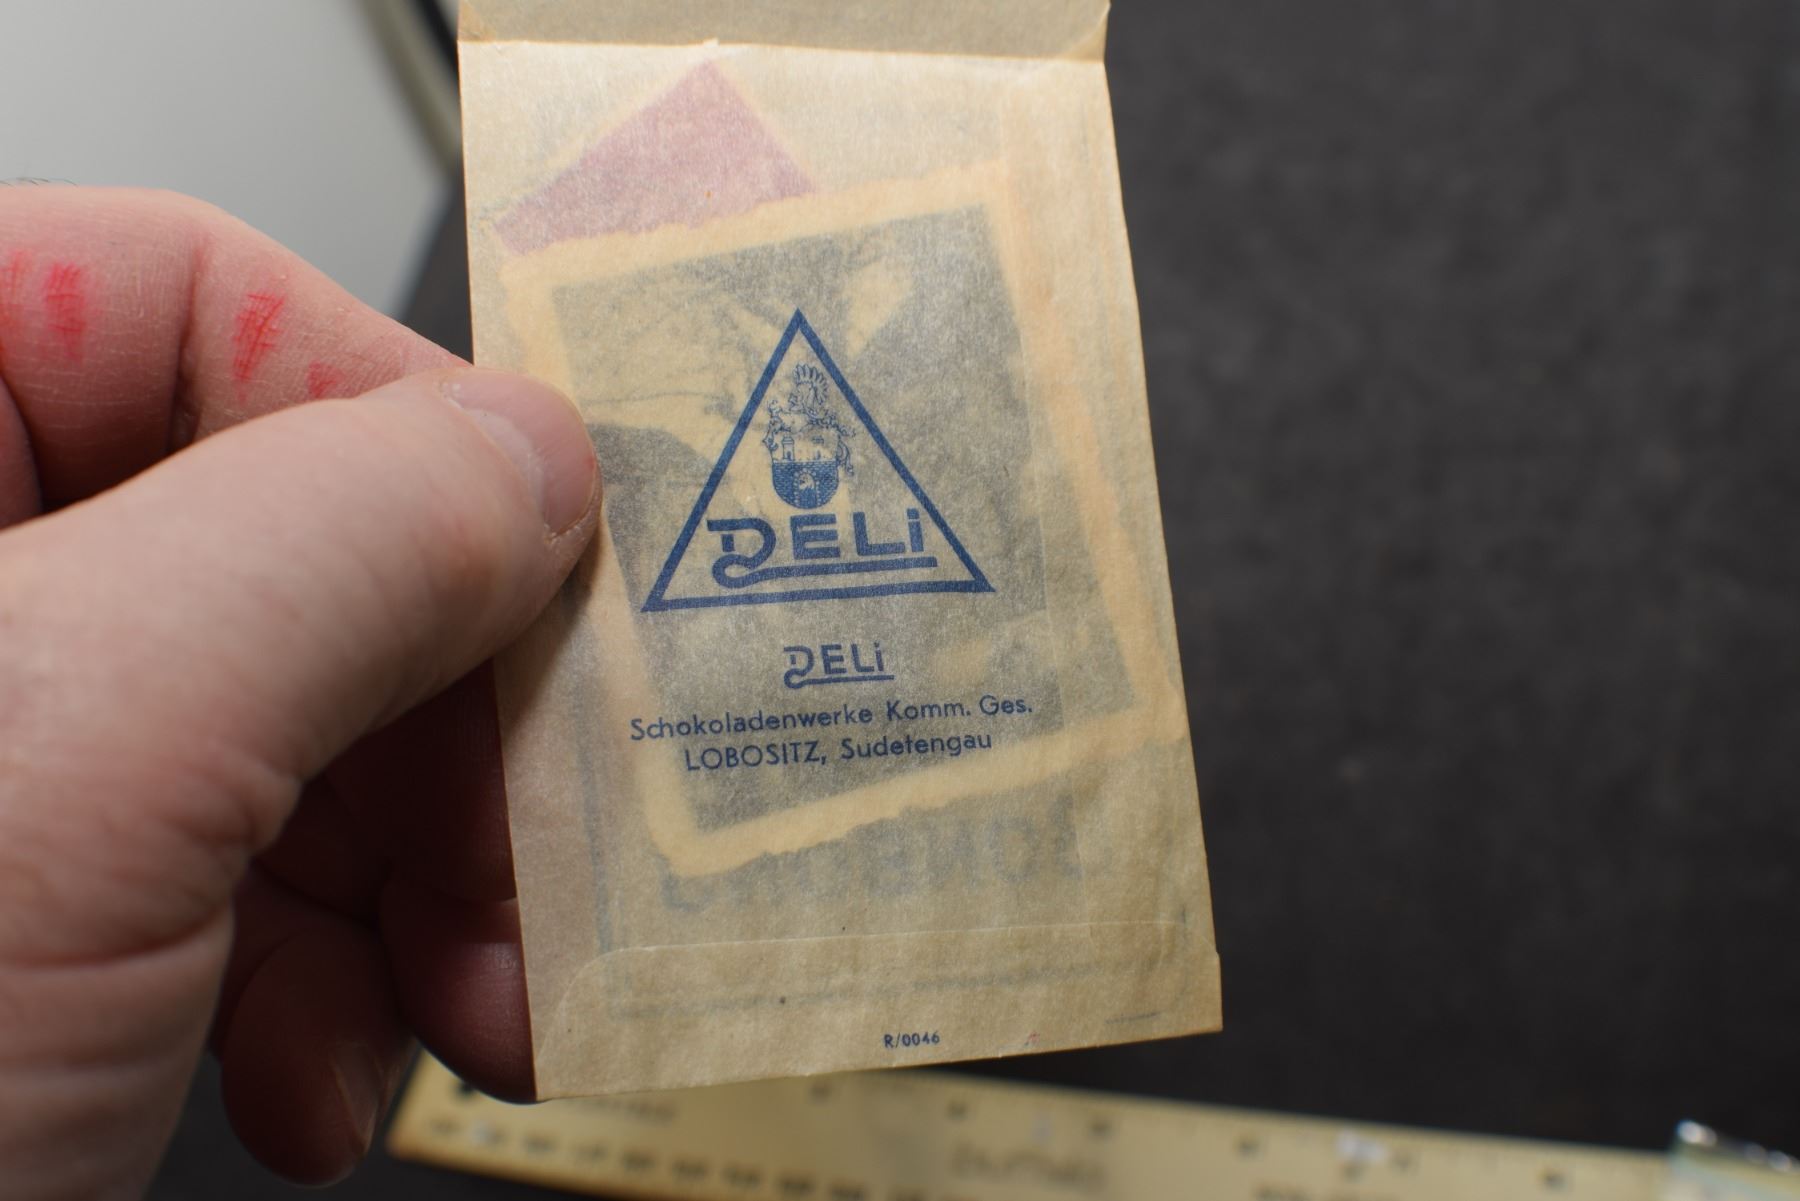 DELi
DELi
Schokoladenwerke Komm. Ges.
LOBOSITZ, Sudetengau
R/0046